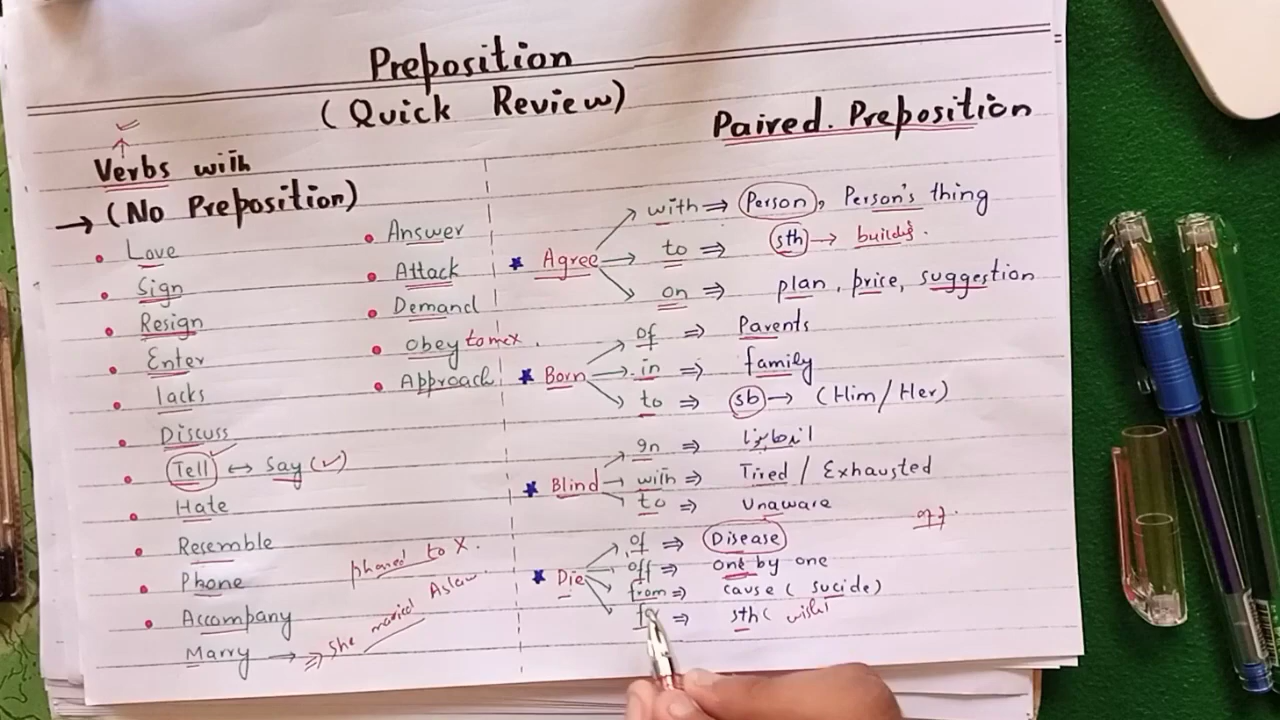 Preposition
(Quick Review)
Verbs with
→ (No Preposition)
• Love
• Sign
• Resign
• Enter
• lacks
• Discuss
• Tell ↔ Say (✓)
• Hate
• Resemble
• Phone
• Accompany
Marry → ⇒ She married Aslam.
phoned to X.
• Answer
• Attack
• Demand
• obey to me x.
• Approach
Paired. Preposition
★ Agree
with ⇒ Person, Person's thing
to ⇒ sth →
on ⇒ plan, price, suggestion
★ Born
of ⇒ Parents
in ⇒ family
to ⇒ sb → (Him/Her)
★ Blind
in ⇒
with ⇒ Tired / Exhausted
to ⇒ Unaware
★ Die
of ⇒ Disease
off ⇒ one by one
from ⇒ cause (sucide)
⇒ sth (